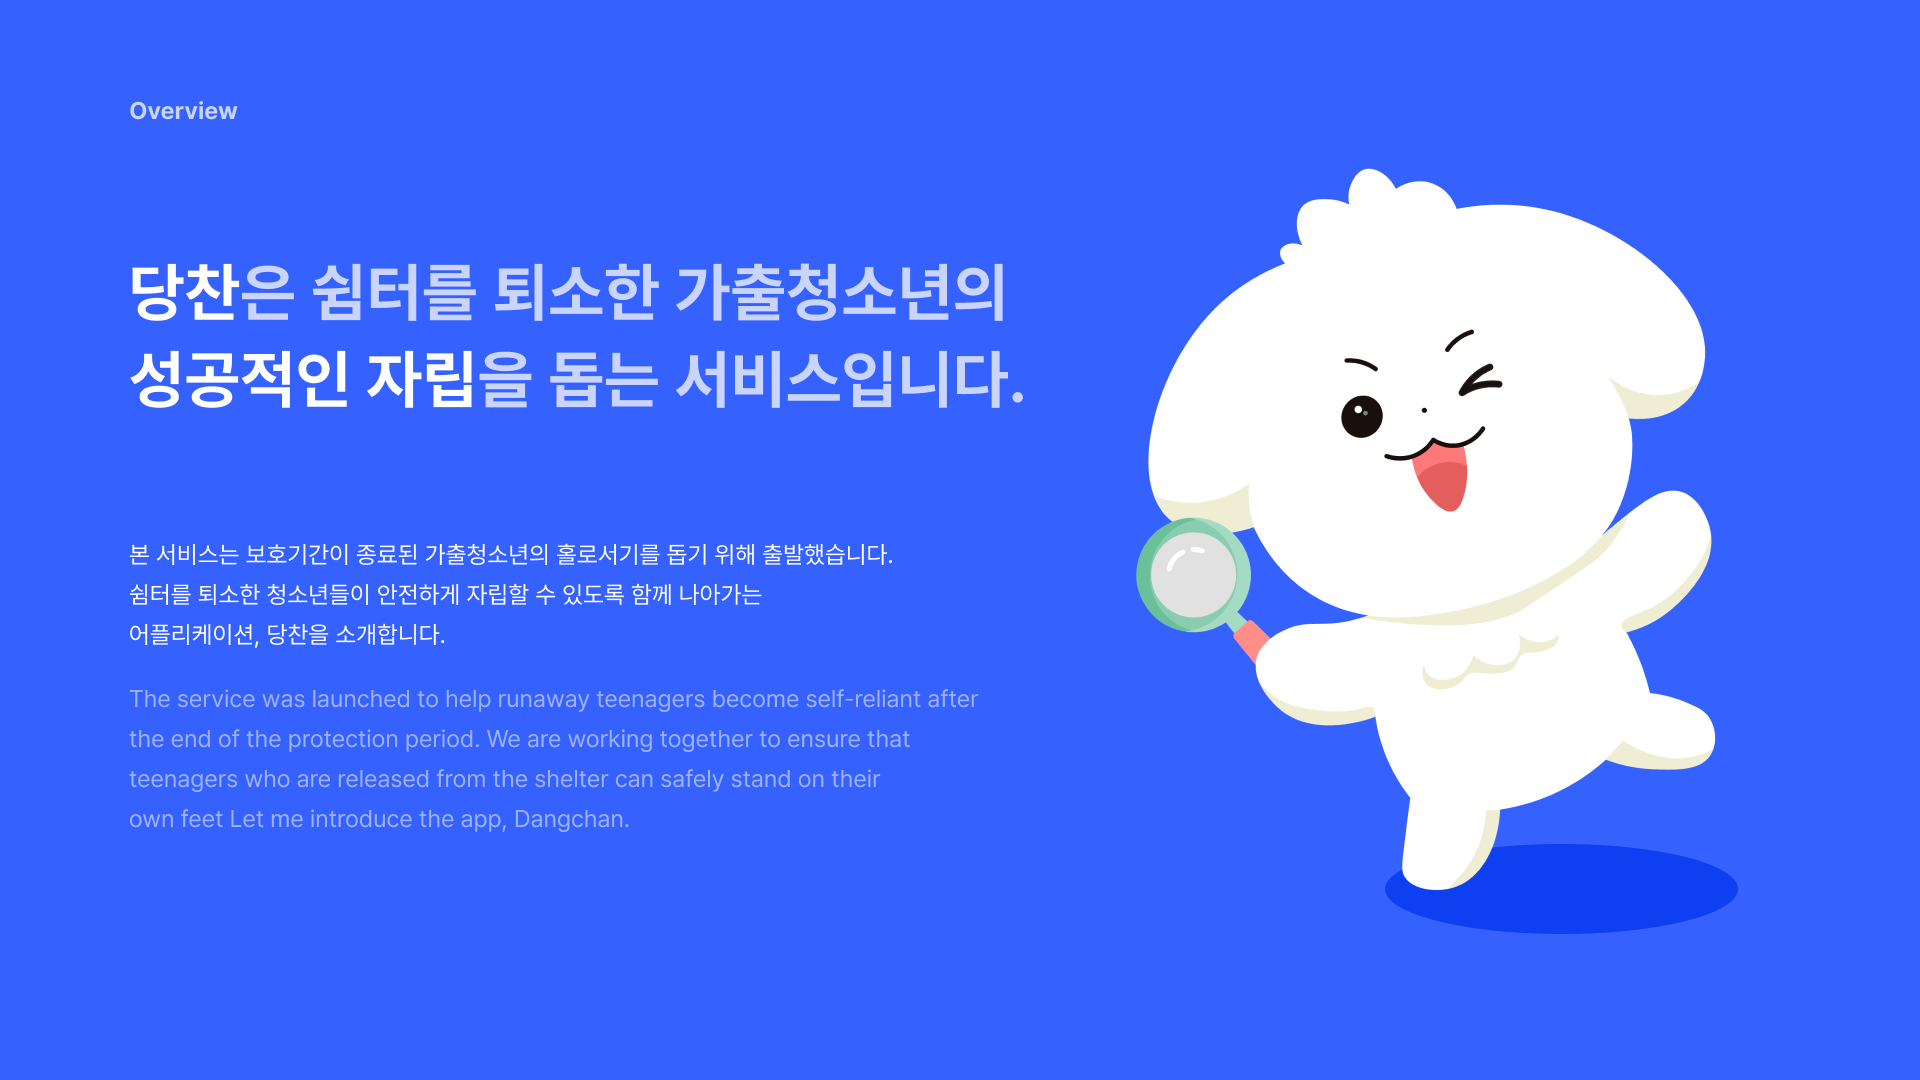 Overview
당찬은 쉼터를 퇴소한 가출청소년의
성공적인 자립을 돕는 서비스입니다.
본 서비스는 보호기간이 종료된 가출청소년의 홀로서기를 돕기 위해 출발했습니다.
쉼터를 퇴소한 청소년들이 안전하게 자립할 수 있도록 함께 나아가는
어플리케이션, 당찬을 소개합니다.
The service was launched to help runaway teenagers become self-reliant after
the end of the protection period. We are working together to ensure that
teenagers who are released from the shelter can safely stand on their
own feet Let me introduce the app, Dangchan.